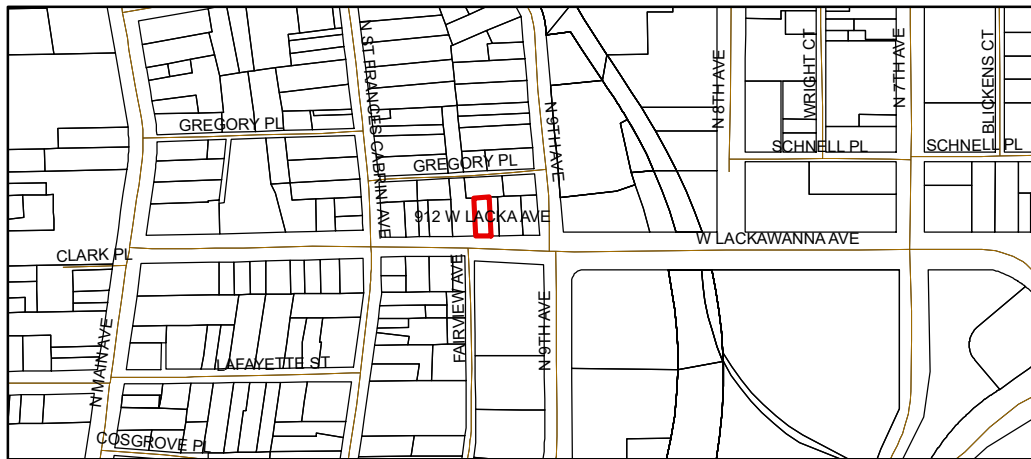 N ST FRANCES CABRINI AVE
N 9TH AVE
N 8TH AVE
WRIGHT CT
N 7TH AVE
BLICKENS CT
GREGORY PL
GREGORY PL
SCHNELL PL
SCHNELL PL
912 W LACKA AVE
W LACKAWANNA AVE
CLARK PL
FAIRVIEW AVE
N 9TH AVE
N MAIN AVE
LAFAYETTE ST
COSGROVE PL